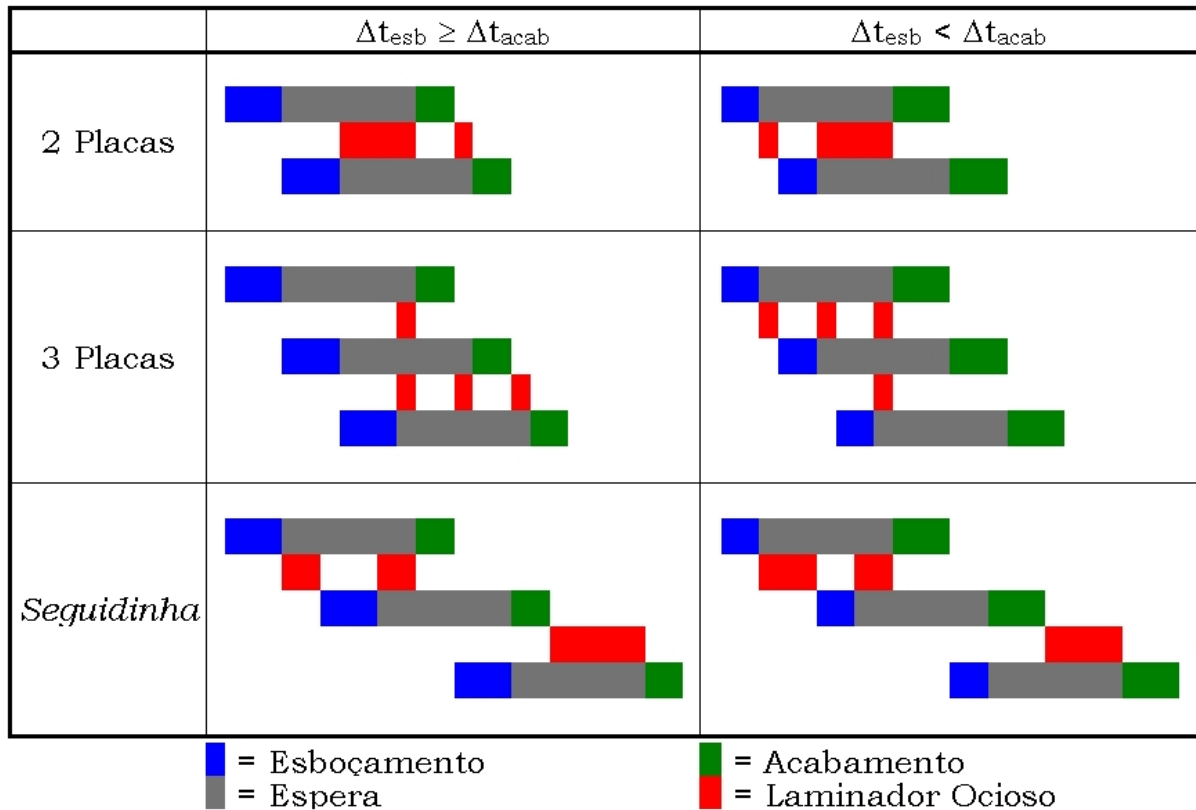 Δt_esb ≥ Δt_acab
Δt_esb < Δt_acab
2 Placas
3 Placas
Seguidinha
= Esboçamento
= Acabamento
= Espera
= Laminador Ocioso